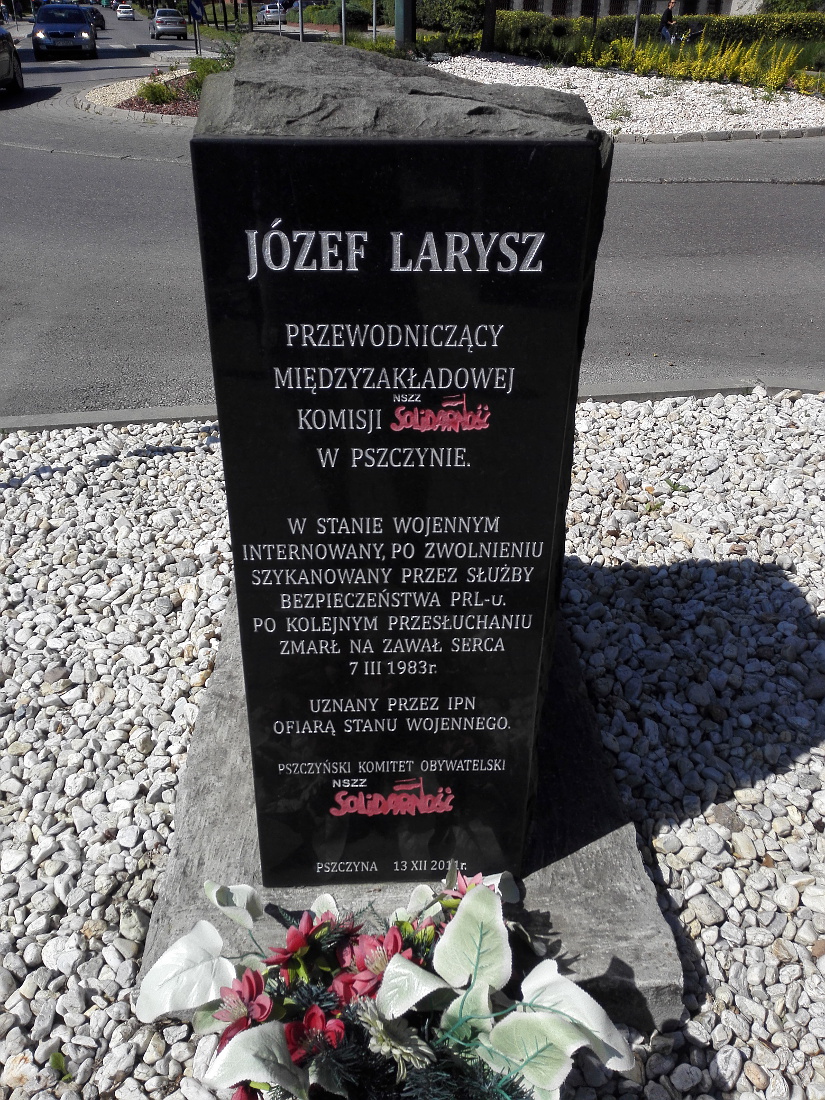 JÓZEF LARYSZ
PRZEWODNICZĄCY
MIĘDZYZAKŁADOWEJ
KOMISJI NSZZ SOLIDARNOŚĆ
W PSZCZYNIE.
W STANIE WOJENNYM
INTERNOWANY, PO ZWOLNIENIU
SZYKANOWANY PRZEZ SŁUŻBY
BEZPIECZEŃSTWA PRL-u.
PO KOLEJNYM PRZESŁUCHANIU
ZMARŁ NA ZAWAŁ SERCA
7 III 1983r.
UZNANY PRZEZ IPN
OFIARĄ STANU WOJENNEGO.
PSZCZYŃSKI KOMITET OBYWATELSKI
NSZZ
SOLIDARNOŚĆ
PSZCZYNA 13 XII 2011r.